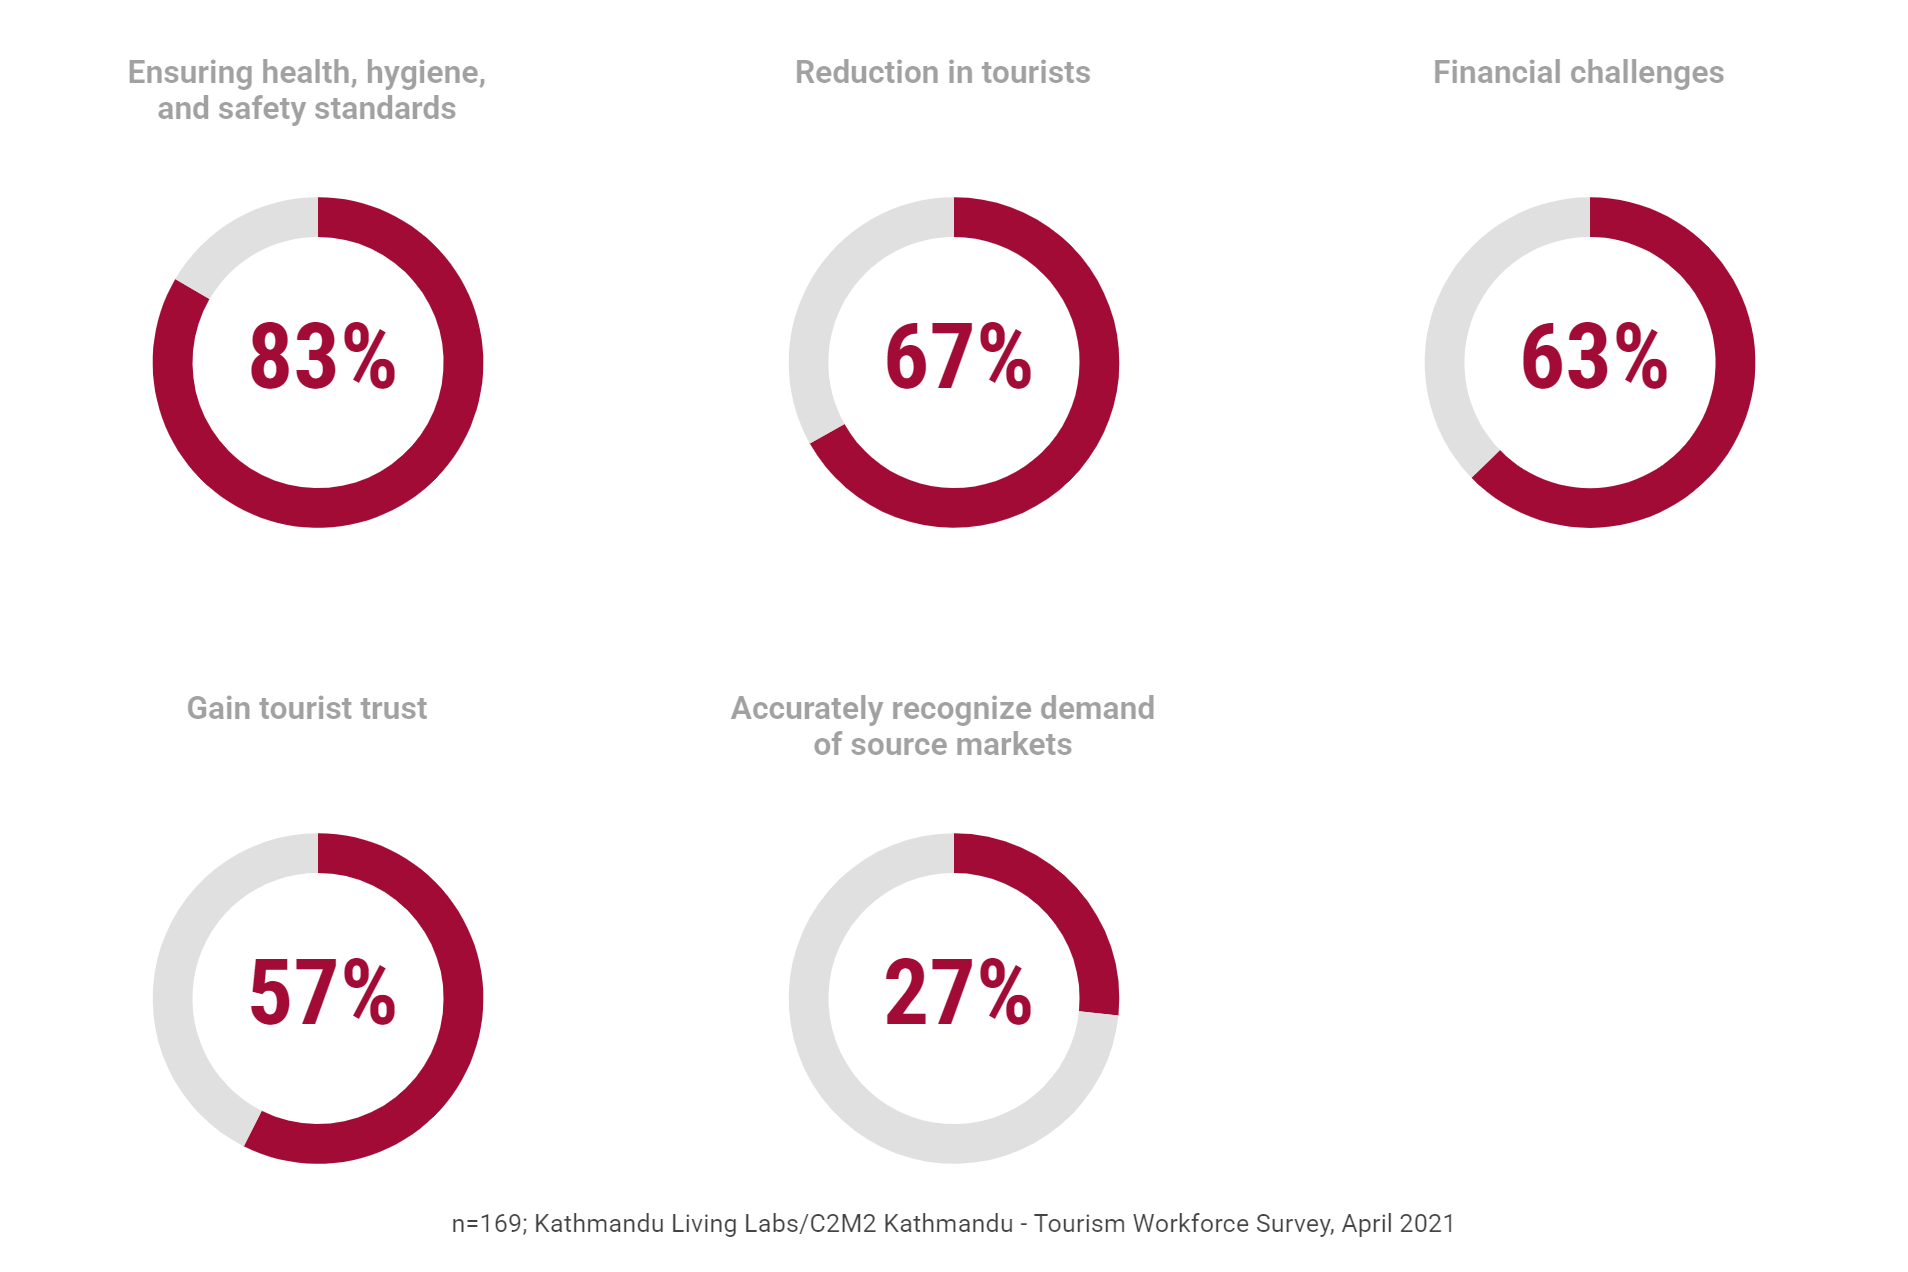 Ensuring health, hygiene,
and safety standards
83%
Reduction in tourists
67%
Financial challenges
63%
Gain tourist trust
57%
Accurately recognize demand
of source markets
27%
n=169; Kathmandu Living Labs/C2M2 Kathmandu - Tourism Workforce Survey, April 2021